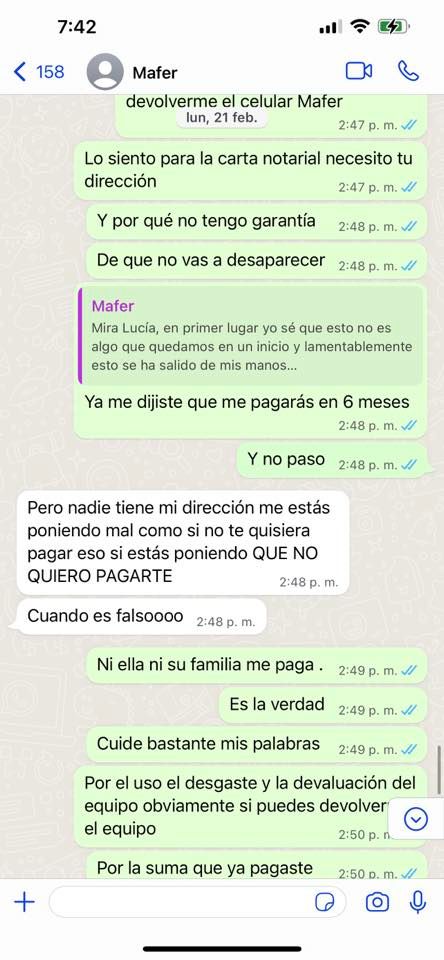 7:42
158
Mafer
devolverme el celular Mafer
lun, 21 feb.
2:47 p. m.
Lo siento para la carta notarial necesito tu
dirección
2:47 p. m.
Y por qué no tengo garantía 2:48 p. m.
De que no vas a desaparecer 2:48 p. m.
Mafer
Mira Lucía, en primer lugar yo sé que esto no es
algo que quedamos en un inicio y lamentablemente
esto se ha salido de mis manos...
Ya me dijiste que me pagarás en 6 meses
2:48 p. m.
Y no paso 2:48 p. m.
Pero nadie tiene mi dirección me estás
poniendo mal como si no te quisiera
pagar eso si estás poniendo QUE NO
QUIERO PAGARTE
2:48 p. m.
Cuando es falsoooo 2:48 p. m.
Ni ella ni su familia me paga . 2:49 p. m.
Es la verdad 2:49 p. m.
Cuide bastante mis palabras 2:49 p. m.
Por el uso el desgaste y la devaluación del
equipo obviamente si puedes
el equipo
2:50 p.
Por la suma que ya pagaste 2:50 p. m.